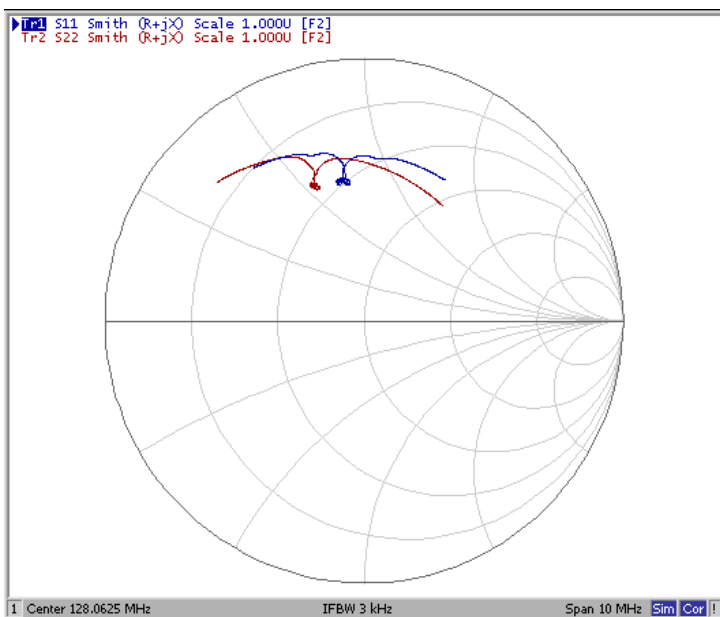 Tr1 S11 Smith (R+jX) Scale 1.000U [F2]
Tr2 S22 Smith (R+jX) Scale 1.000U [F2]
1 Center 128.0625 MHz IFBW 3 kHz Span 10 MHz Sim Cor !